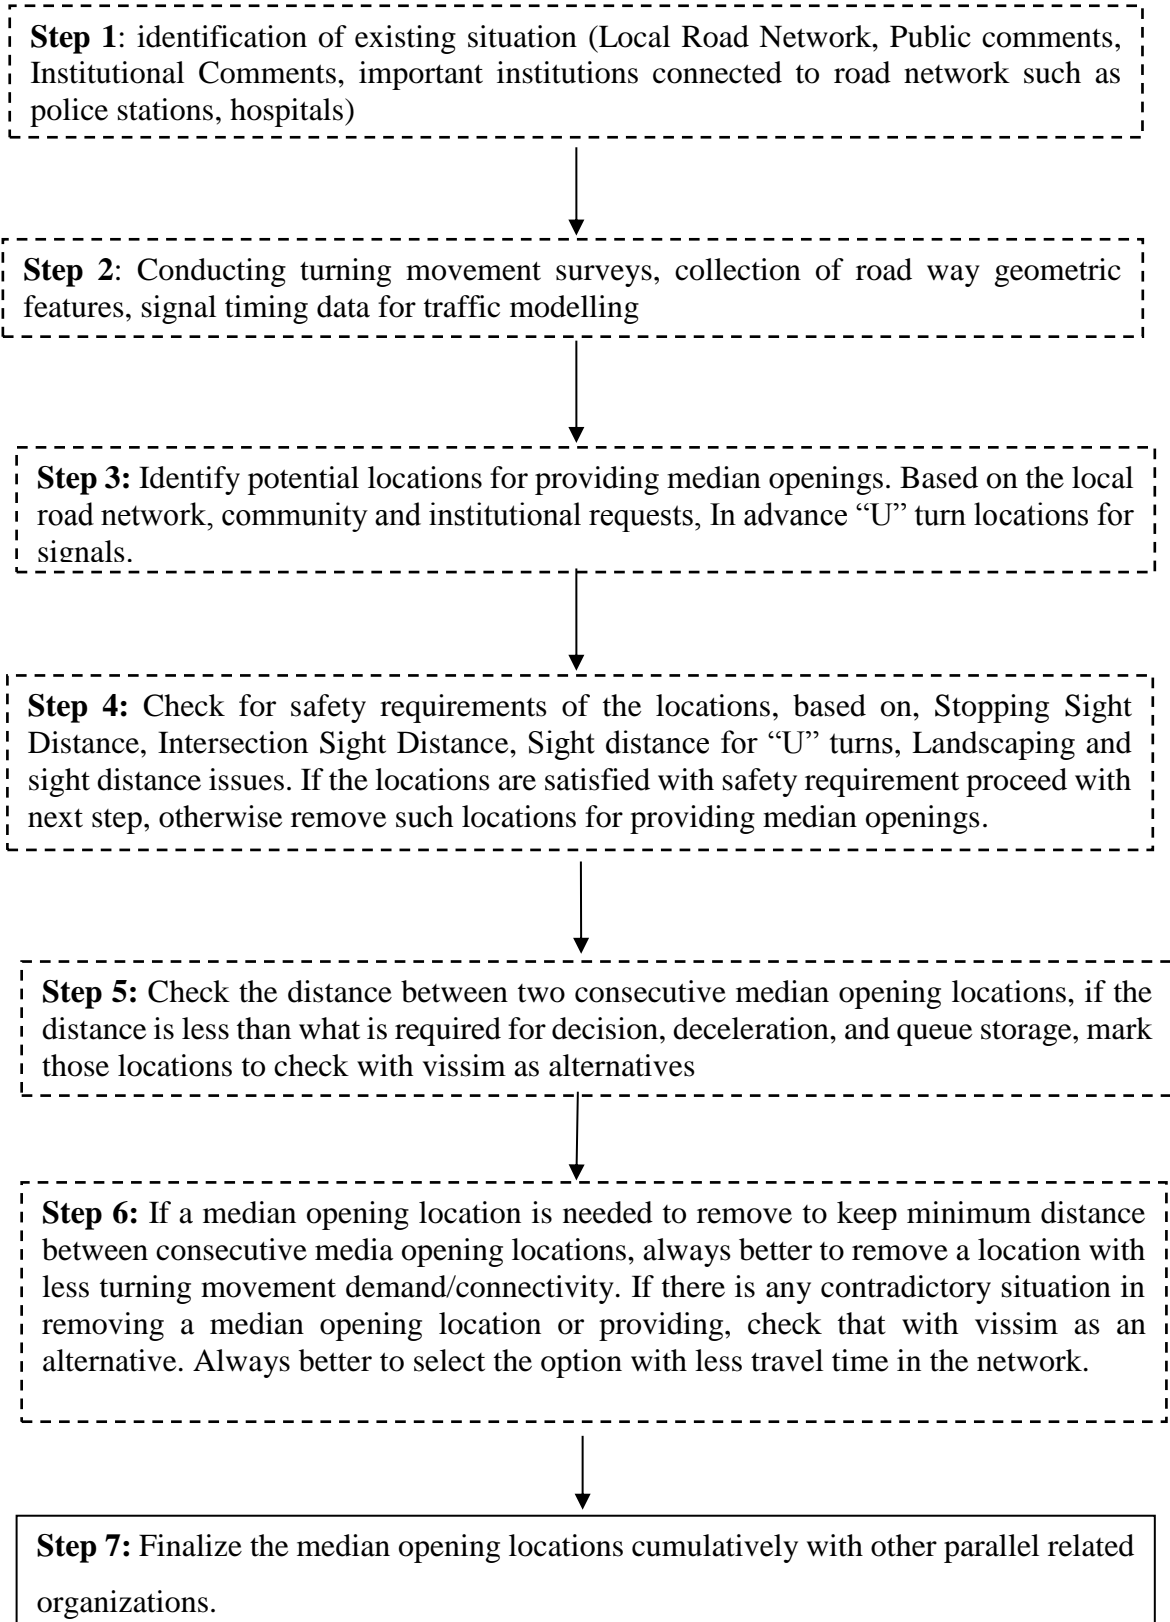 Step 1: identification of existing situation (Local Road Network, Public comments,
Institutional Comments, important institutions connected to road network such as
police stations, hospitals)
Step 2: Conducting turning movement surveys, collection of road way geometric
features, signal timing data for traffic modelling
Step 3: Identify potential locations for providing median openings. Based on the local
road network, community and institutional requests, In advance “U” turn locations for
signals.
Step 4: Check for safety requirements of the locations, based on, Stopping Sight
Distance, Intersection Sight Distance, Sight distance for “U” turns, Landscaping and
sight distance issues. If the locations are satisfied with safety requirement proceed with
next step, otherwise remove such locations for providing median openings.
Step 5: Check the distance between two consecutive median opening locations, if the
distance is less than what is required for decision, deceleration, and queue storage, mark
those locations to check with vissim as alternatives
Step 6: If a median opening location is needed to remove to keep minimum distance
between consecutive media opening locations, always better to remove a location with
less turning movement demand/connectivity. If there is any contradictory situation in
removing a median opening location or providing, check that with vissim as an
alternative. Always better to select the option with less travel time in the network.
Step 7: Finalize the median opening locations cumulatively with other parallel related
organizations.